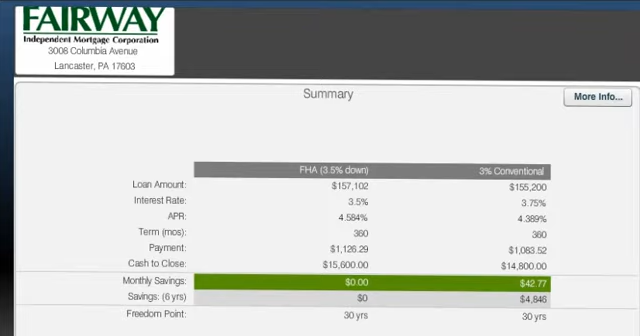 FAIRWAY
Independent Mortgage Corporation
3008 Columbia Avenue
Lancaster, PA 17603
Summary
More Info...
FHA (3.5% down) 3% Conventional
Loan Amount: $157,102 $155,200
Interest Rate: 3.5% 3.75%
APR: 4.584% 4.389%
Term (mos): 360 360
Payment: $1,126.29 $1,083.52
Cash to Close: $15,600.00 $14,800.00
Monthly Savings: $0.00 $42.77
Savings: (6 yrs) $0 $4,846
Freedom Point: 30 yrs 30 yrs